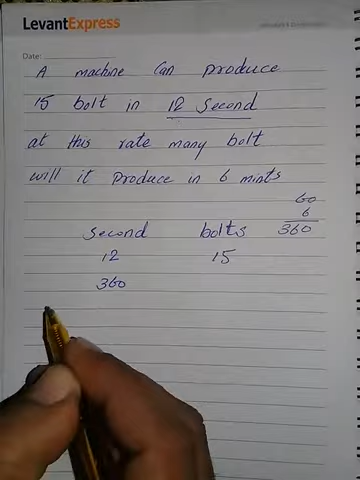 LevantExpress
Date:
A machine Can produce
15 bolt in 12 Second
at this rate many bolt
will it produce in 6 mints
60
6
second bolts 360
12 15
360